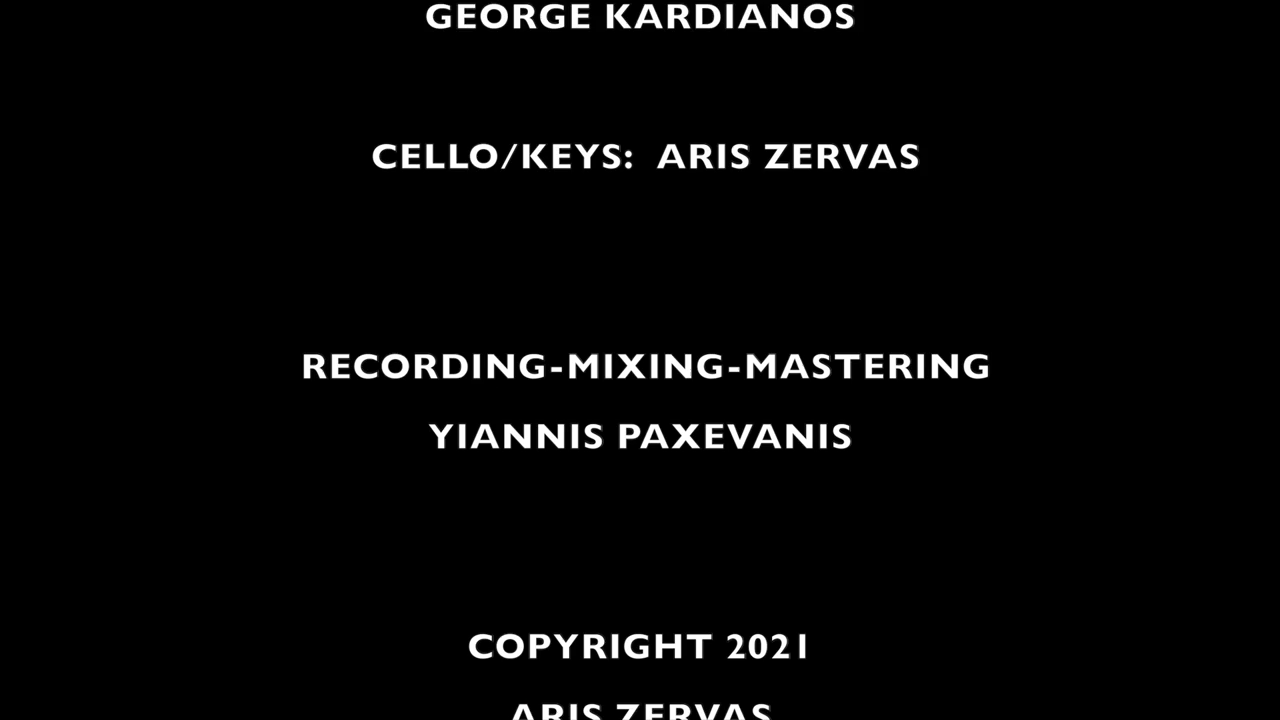 GEORGE KARDIANOS
CELLO/KEYS: ARIS ZERVAS
RECORDING-MIXING-MASTERING
YIANNIS PAXEVANIS
COPYRIGHT 2021
ARIS ZERVAS